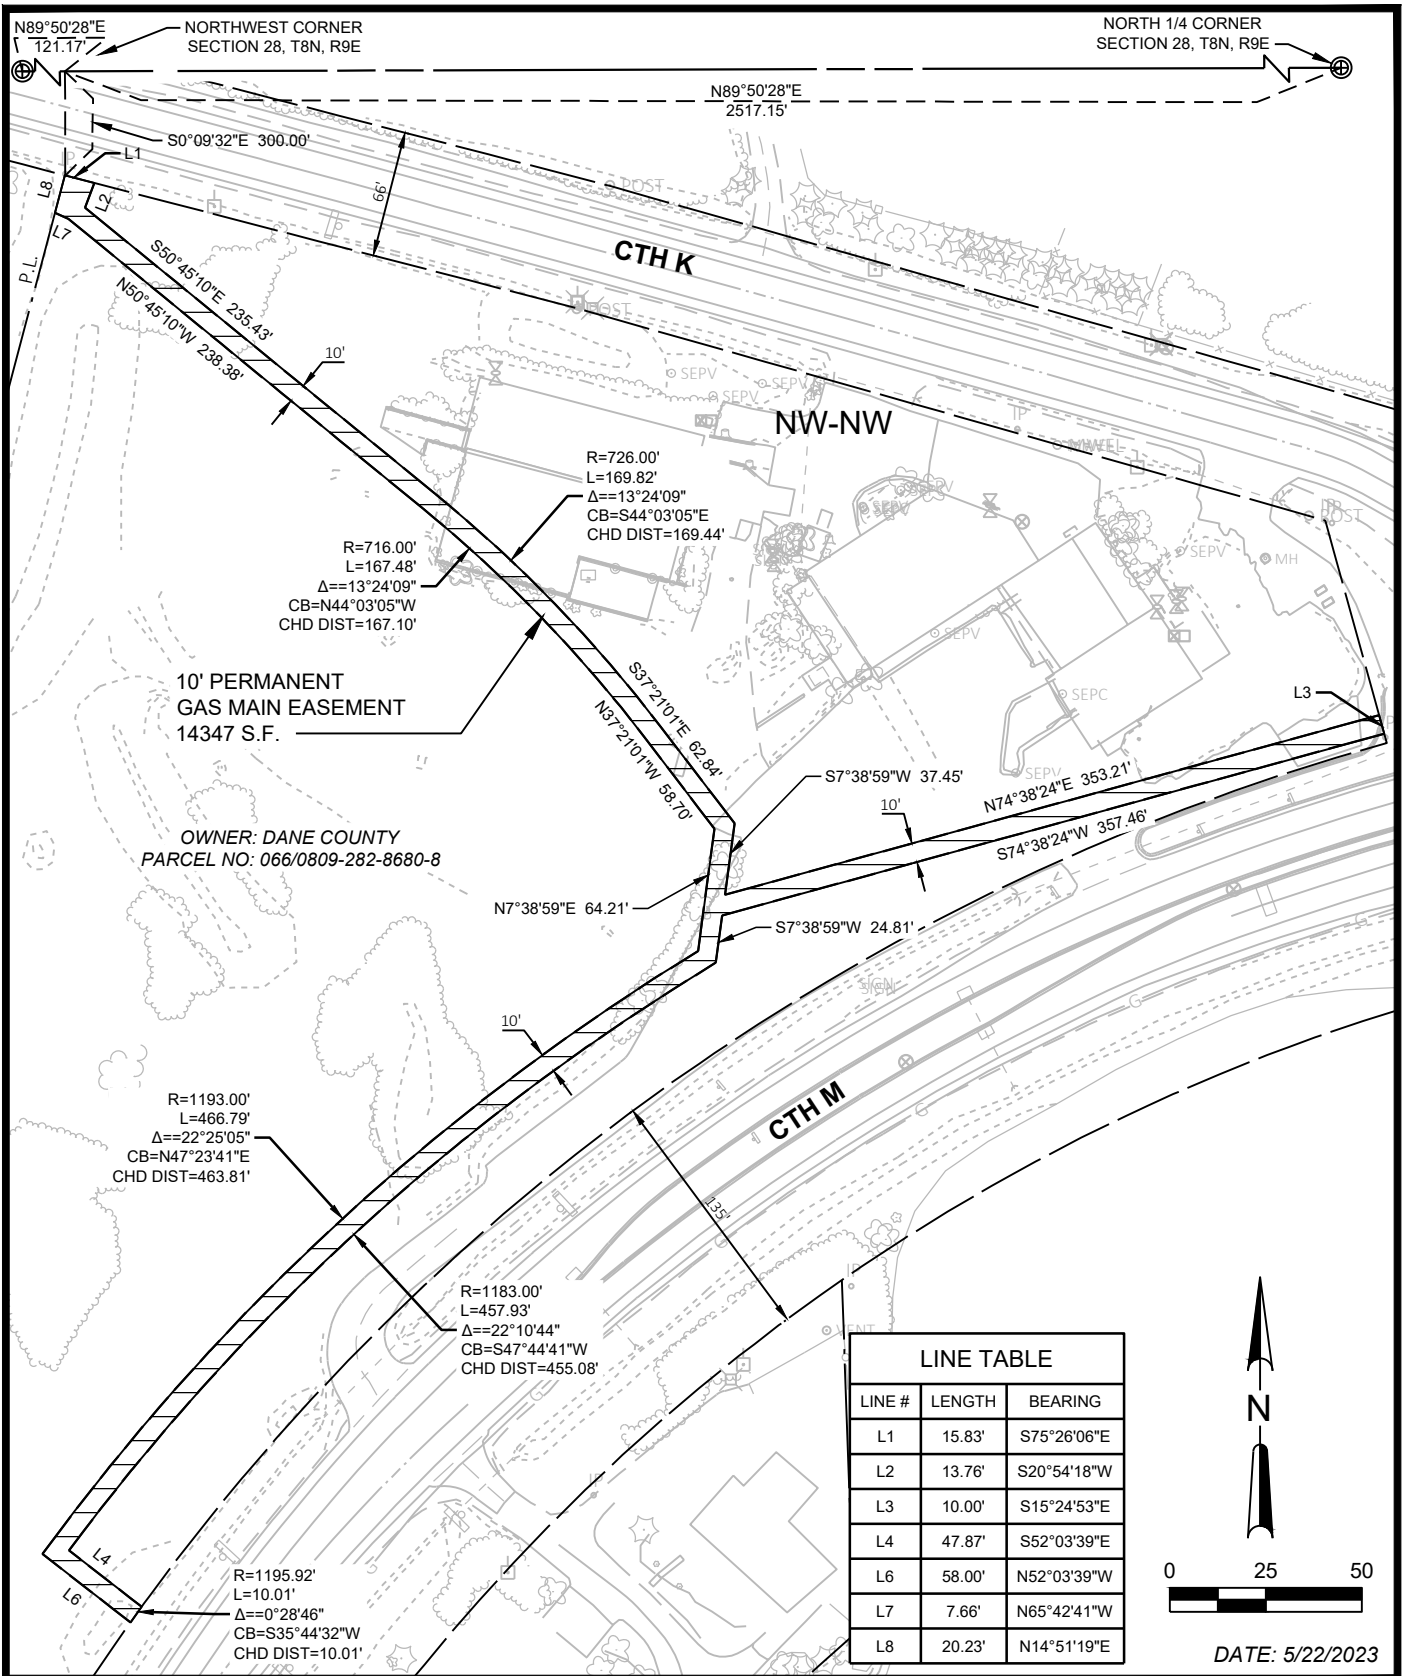 N89°50'28"E
121.17'
NORTHWEST CORNER
SECTION 28, T8N, R9E
NORTH 1/4 CORNER
SECTION 28, T8N, R9E
N89°50'28"E
2517.15'
S0°09'32"E 300.00'
L1
L8
L2
L7
P.L.
66'
POST
CTH K
POST
S50°45'10"E 235.43'
N50°45'10"W 238.38'
10'
SEPV
SEPV
SEPV
NW-NW
IP
MWEL
R=726.00'
L=169.82'
Δ==13°24'09"
CB=S44°03'05"E
CHD DIST=169.44'
R=716.00'
L=167.48'
Δ==13°24'09"
CB=N44°03'05"W
CHD DIST=167.10'
SEPV
SEPV
POST
SEPV
MH
SEPV
10' PERMANENT
GAS MAIN EASEMENT
14347 S.F.
S37°21'01"E 62.84'
N37°21'01"W 58.70'
SEPC
L3
SEPV
S7°38'59"W 37.45'
N74°38'24"E 353.21'
10'
S74°38'24"W 357.46'
OWNER: DANE COUNTY
PARCEL NO: 066/0809-282-8680-8
N7°38'59"E 64.21'
S7°38'59"W 24.81'
SIGN
G
G
10'
CTH M
G
G
G
135'
R=1193.00'
L=466.79'
Δ==22°25'05"
CB=N47°23'41"E
CHD DIST=463.81'
R=1183.00'
L=457.93'
Δ==22°10'44"
CB=S47°44'41"W
CHD DIST=455.08'
IP
VENT
IP
L4
L6
R=1195.92'
L=10.01'
Δ==0°28'46"
CB=S35°44'32"W
CHD DIST=10.01'
LINE TABLE
LINE # LENGTH BEARING
L1 15.83' S75°26'06"E
L2 13.76' S20°54'18"W
L3 10.00' S15°24'53"E
L4 47.87' S52°03'39"E
L6 58.00' N52°03'39"W
L7 7.66' N65°42'41"W
L8 20.23' N14°51'19"E
N
0 25 50
DATE: 5/22/2023